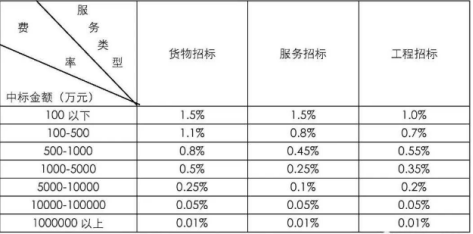 服
费 务
类
率 型
中标金额（万元）
货物招标 服务招标 工程招标
100 以下 1.5% 1.5% 1.0%
100-500 1.1% 0.8% 0.7%
500-1000 0.8% 0.45% 0.55%
1000-5000 0.5% 0.25% 0.35%
5000-10000 0.25% 0.1% 0.2%
10000-100000 0.05% 0.05% 0.05%
1000000 以上 0.01% 0.01% 0.01%